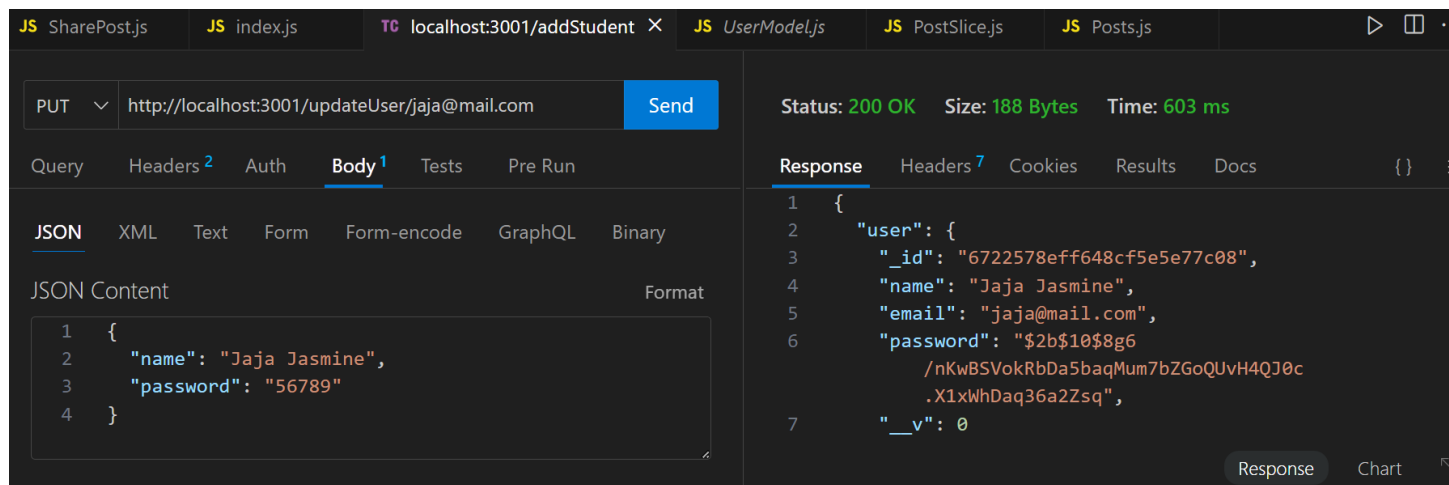 JS SharePost.js JS index.js TC localhost:3001/addStudent × JS UserModel.js JS PostSlice.js JS Posts.js
PUT http://localhost:3001/updateUser/jaja@mail.com Send
Status: 200 OK Size: 188 Bytes Time: 603 ms
Query Headers 2 Auth Body 1 Tests Pre Run
Response Headers 7 Cookies Results Docs { }
JSON XML Text Form Form-encode GraphQL Binary
JSON Content Format
1 {
2 "name": "Jaja Jasmine",
3 "password": "56789"
4 }
1 {
2 "user": {
3 "_id": "6722578eff648cf5e5e77c08",
4 "name": "Jaja Jasmine",
5 "email": "jaja@mail.com",
6 "password": "$2b$10$8g6
/nKwBSVokRbDa5baqMum7bZGoQUvH4QJ0c
.X1xWhDaq36a2Zsq",
7 "__v": 0
Response Chart